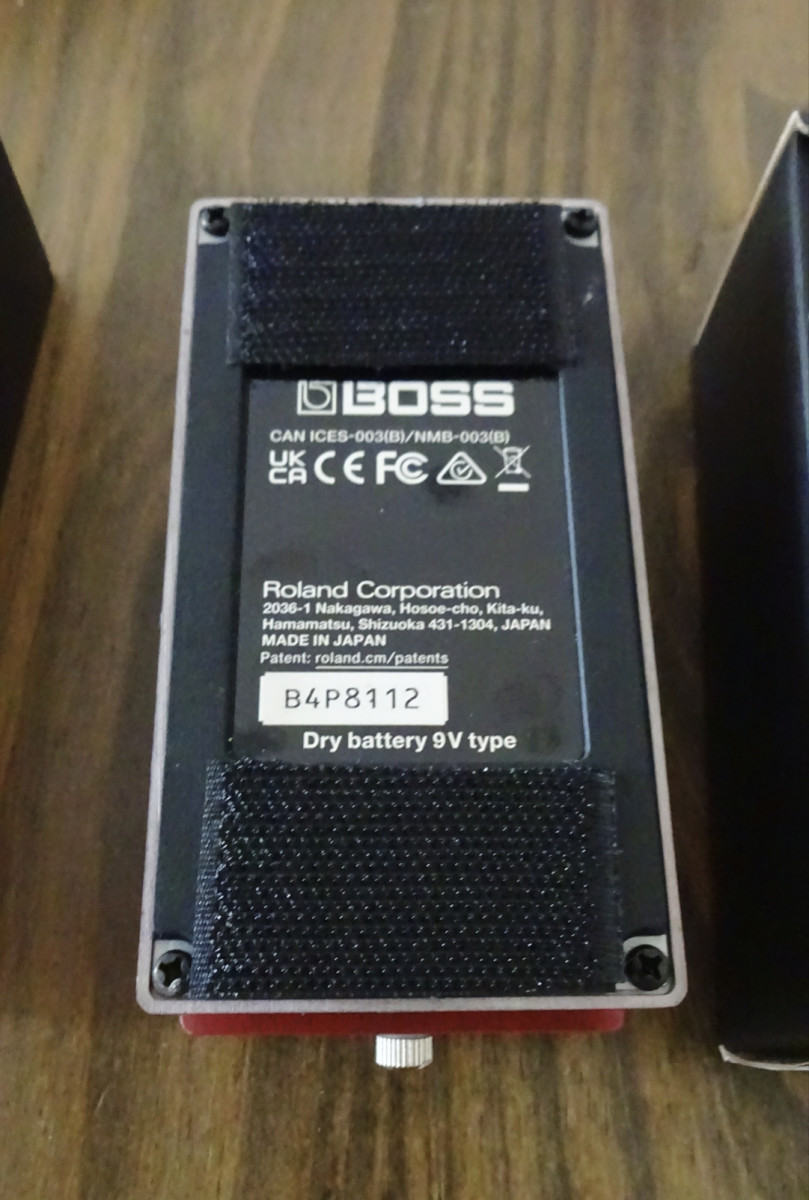 BOSS
CAN ICES-003(B)/NMB-003(B)
UK
CA CE FC
Roland Corporation
2036-1 Nakagawa, Hosoe-cho, Kita-ku,
Hamamatsu, Shizuoka 431-1304, JAPAN
MADE IN JAPAN
Patent: roland.cm/patents
B4P8112
Dry battery 9V type